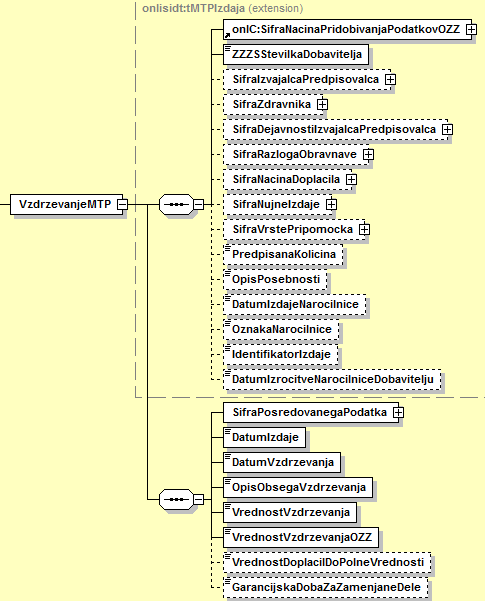 onlisidt:tMTPIzdaja (extension)
onlC:SifraNacinaPridobivanjaPodatkovOZZ
ZZZSStevilkaDobavitelja
SifraIzvajalcaPredpisovalca
SifraZdravnika
SifraDejavnostiIzvajalcaPredpisovalca
SifraRazlogaObravnave
SifraNacinaDoplacila
VzdrzevanjeMTP
SifraNujneIzdaje
SifraVrstePripomocka
PredpisanaKolicina
OpisPosebnosti
DatumIzdajeNarocilnice
OznakaNarocilnice
IdentifikatorIzdaje
DatumIzrocitveNarocilniceDobavitelju
SifraPosredovanegaPodatka
DatumIzdaje
DatumVzdrzevanja
OpisObsegaVzdrzevanja
VrednostVzdrzevanja
VrednostVzdrzevanjaOZZ
VrednostDoplacilDoPolneVrednosti
GarancijskaDobaZaZamenjaneDele